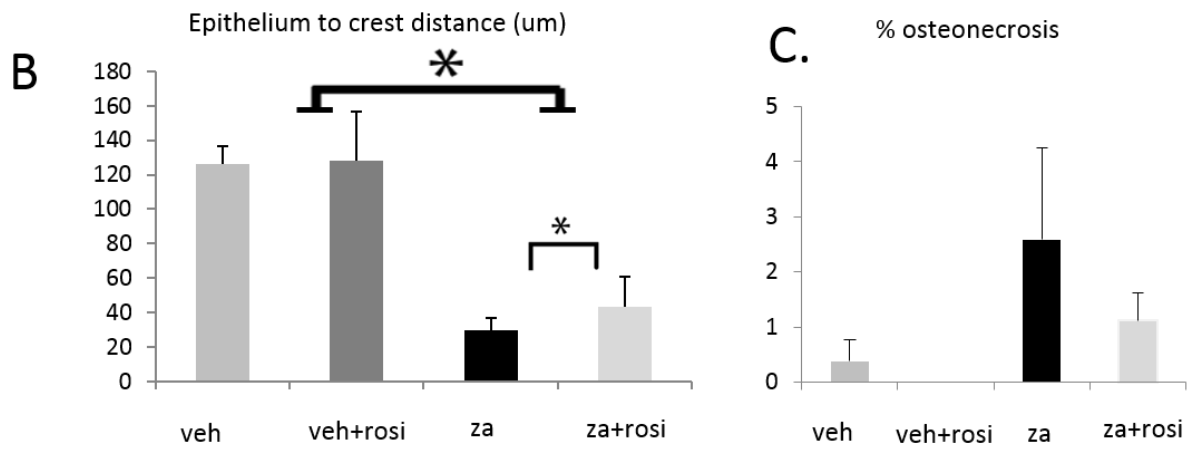 B
Epithelium to crest distance (um)
180
160
140
120
100
80
60
40
20
0
*
*
veh
veh+rosi
za
za+rosi
C.
% osteonecrosis
5
4
3
2
1
0
veh
veh+rosi
za
za+rosi